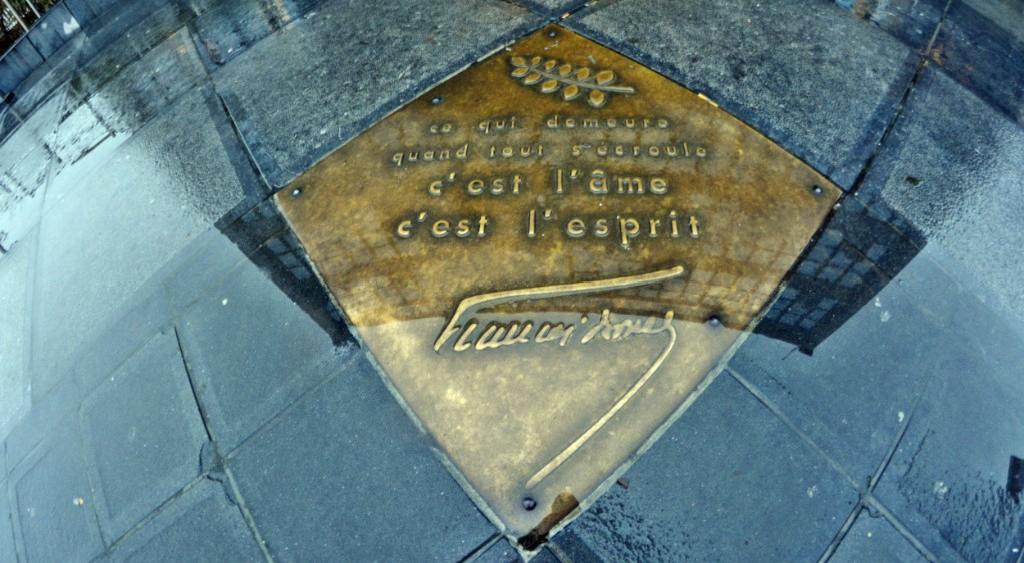 ce qui demeure
quand tout s'écroule
c'est l'âme
c'est l'esprit